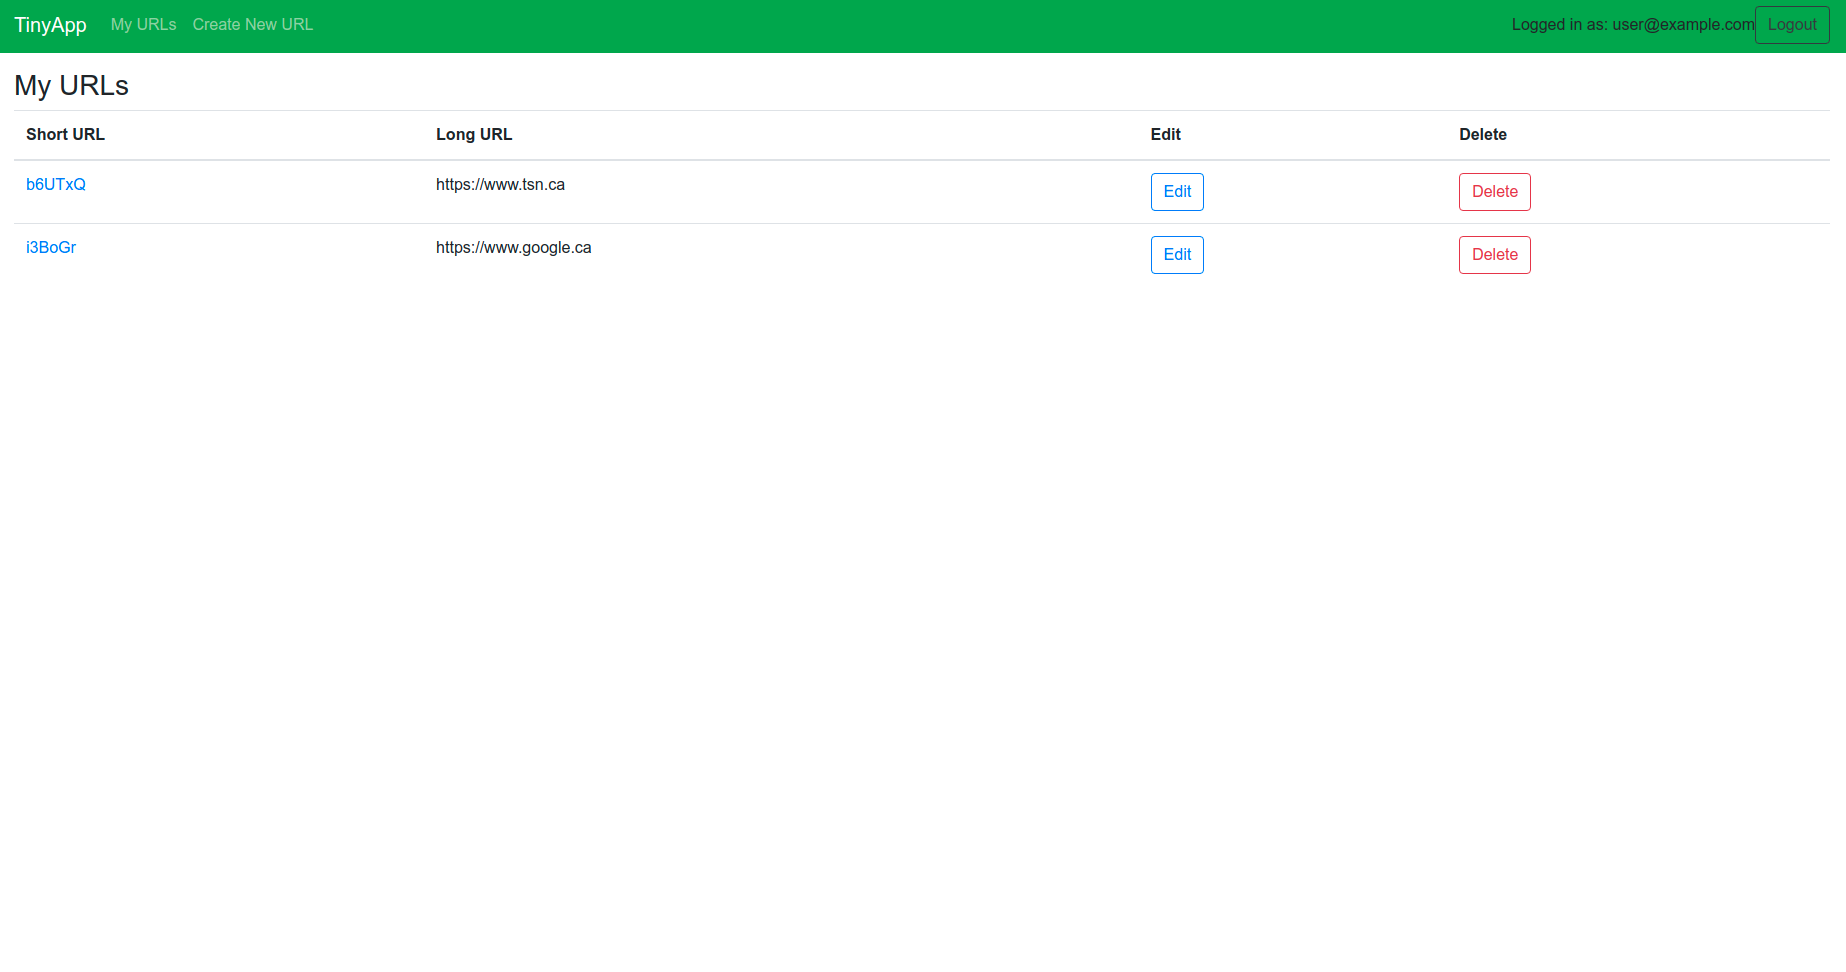 TinyApp My URLs Create New URL Logged in as: user@example.com Logout
My URLs
Short URL Long URL Edit Delete
b6UTxQ https://www.tsn.ca Edit Delete
i3BoGr https://www.google.ca Edit Delete